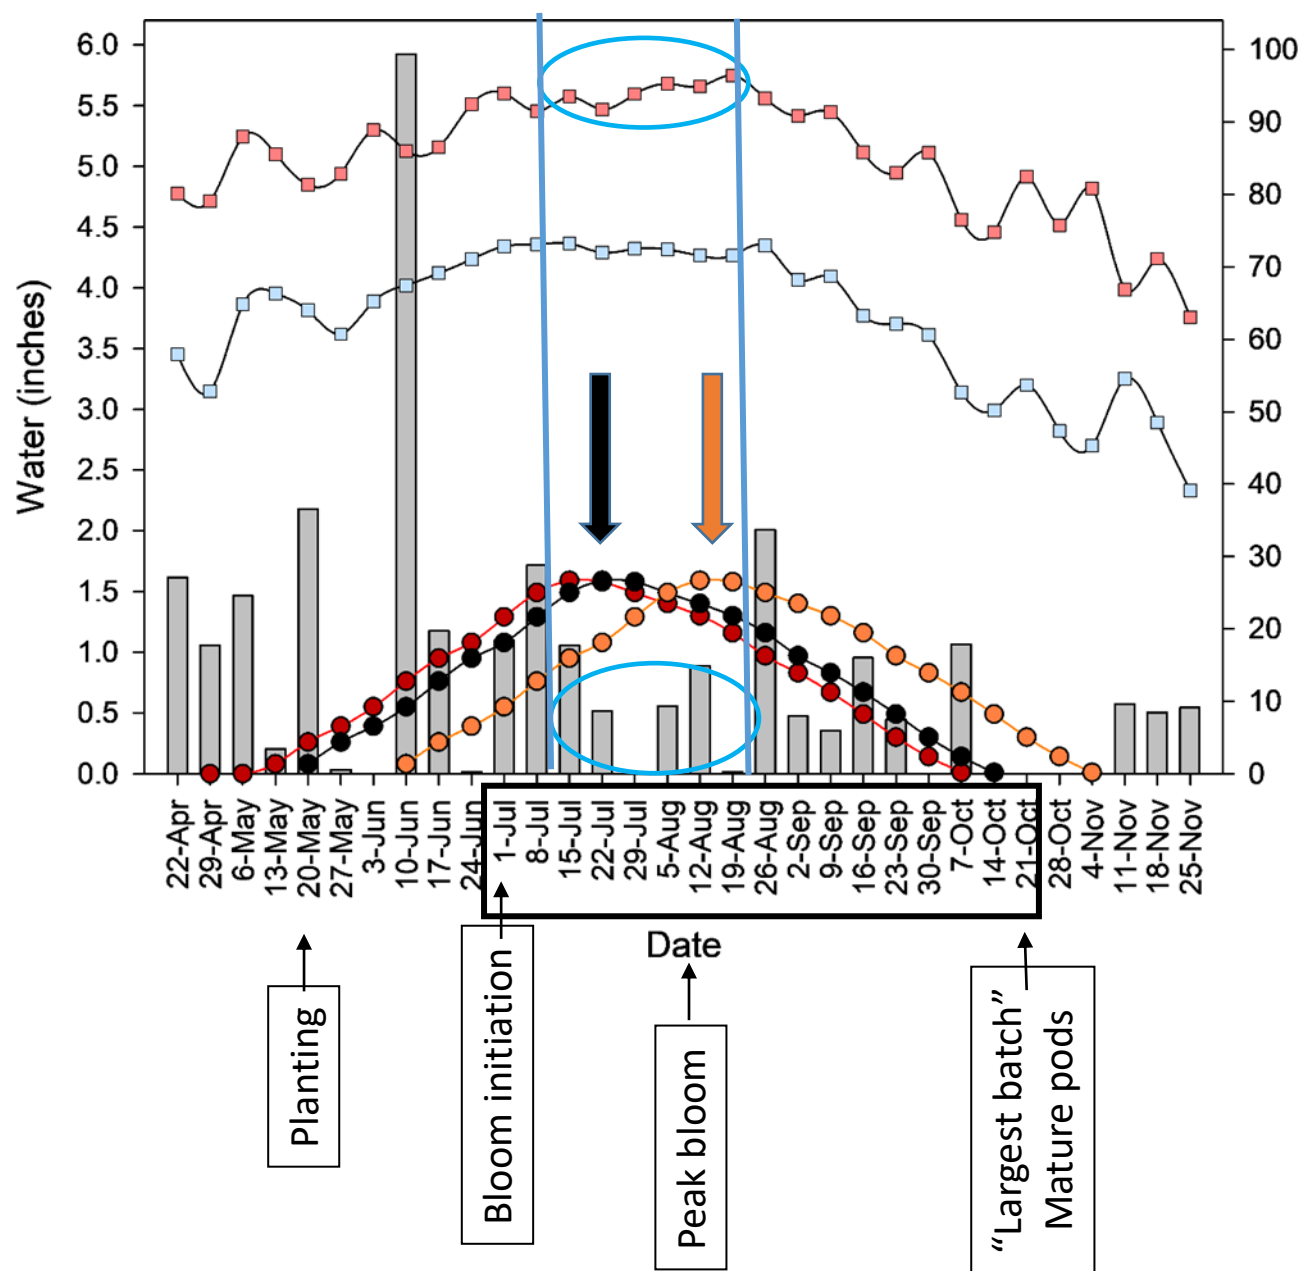 6.0
5.5
5.0
4.5
4.0
3.5
3.0
2.5
2.0
1.5
1.0
0.5
0.0
Water (inches)
100
90
80
70
60
50
40
30
20
10
0
22-Apr
29-Apr
6-May
13-May
20-May
27-May
3-Jun
10-Jun
17-Jun
24-Jun
1-Jul
8-Jul
15-Jul
22-Jul
29-Jul
5-Aug
12-Aug
19-Aug
26-Aug
2-Sep
9-Sep
16-Sep
23-Sep
30-Sep
7-Oct
14-Oct
21-Oct
28-Oct
4-Nov
11-Nov
18-Nov
25-Nov
Date
Planting
Bloom initiation
Peak bloom
“Largest batch”
Mature pods